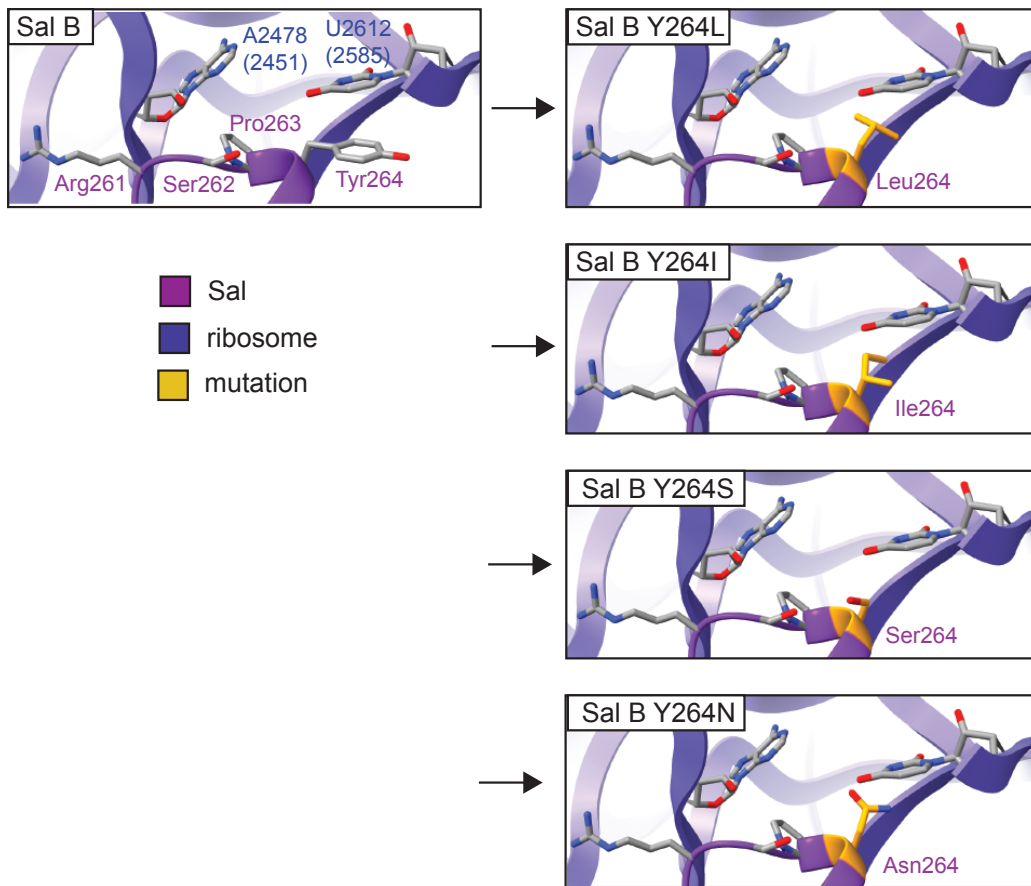 Sal B
A2478
(2451)
U2612
(2585)
Pro263
Arg261
Ser262
Tyr264
Sal B Y264L
Leu264
Sal
ribosome
mutation
Sal B Y264I
Ile264
Sal B Y264S
Ser264
Sal B Y264N
Asn264